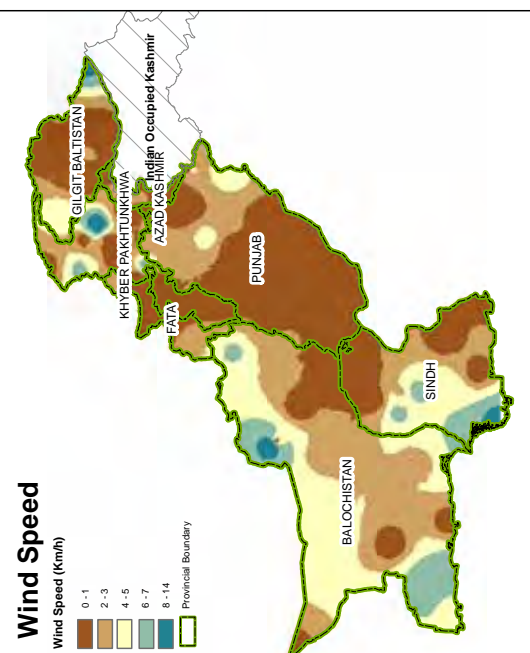 Wind Speed
Wind Speed (Km/h)
0 - 1
2 - 3
4 - 5
6 - 7
8 - 14
Provincial Boundary
GILGIT BALTISTAN
KHYBER PAKHTUNKHWA
Indian Occupied Kashmir
AZAD KASHMIR
FATA
PUNJAB
BALOCHISTAN
SINDH